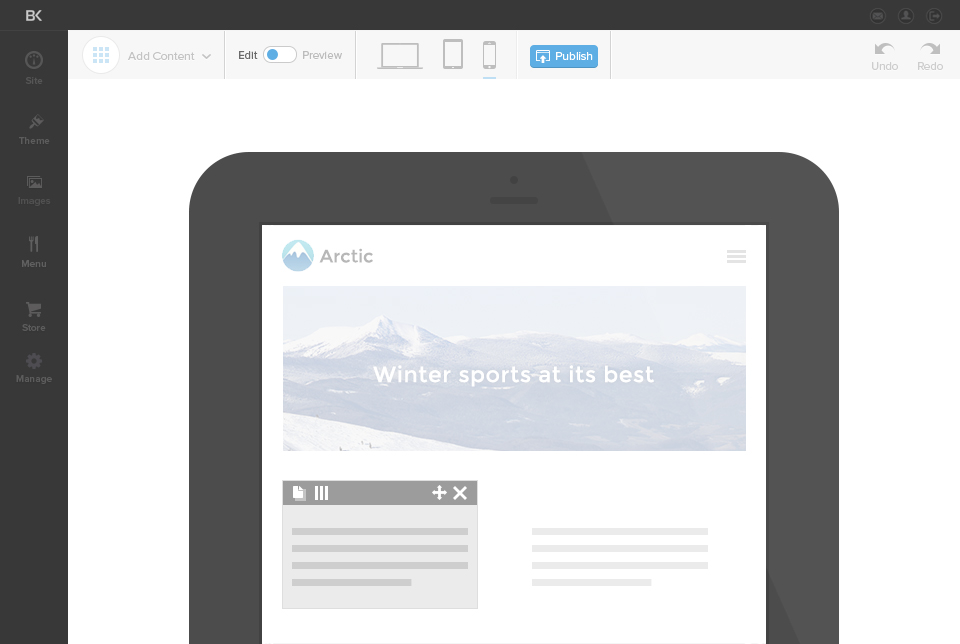 BK
Site
Theme
Images
Menu
Store
Manage
Add Content
Edit
Preview
Publish
Undo
Redo
Arctic
Winter sports at its best